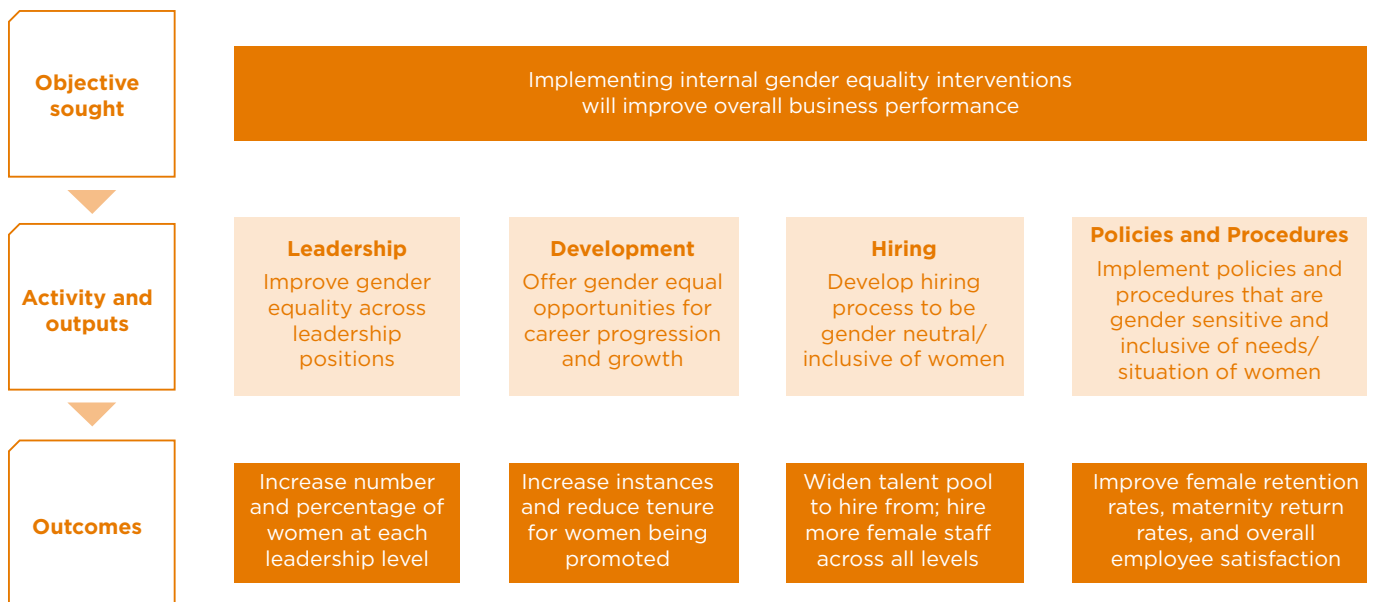 Objective
sought
Implementing internal gender equality interventions
will improve overall business performance
Activity and
outputs
Leadership
Improve gender
equality across
leadership
positions
Development
Offer gender equal
opportunities for
career progression
and growth
Hiring
Develop hiring
process to be
gender neutral/
inclusive of women
Policies and Procedures
Implement policies and
procedures that are
gender sensitive and
inclusive of needs/
situation of women
Outcomes
Increase number
and percentage of
women at each
leadership level
Increase instances
and reduce tenure
for women being
promoted
Widen talent pool
to hire from; hire
more female staff
across all levels
Improve female retention
rates, maternity return
rates, and overall
employee satisfaction